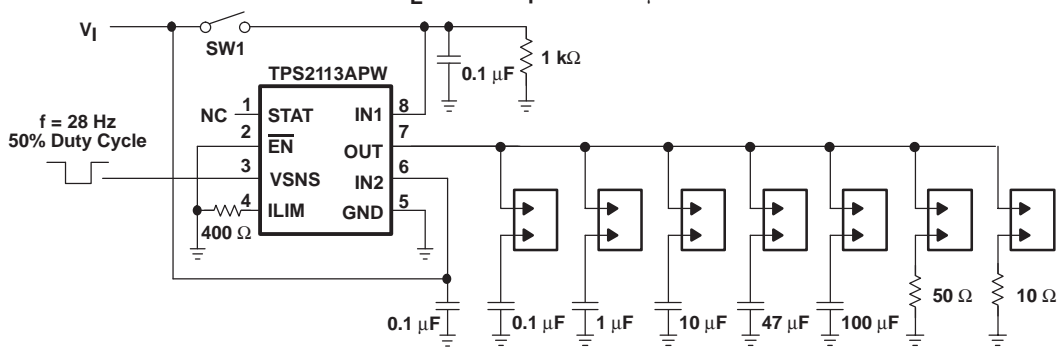 V_I
SW1
0.1 μF
1 kΩ
TPS2113APW
NC
1
STAT
IN1
8
f = 28 Hz
50% Duty Cycle
2
EN
OUT
7
3
VSNS
IN2
6
4
ILIM
GND
5
400 Ω
0.1 μF
0.1 μF
1 μF
10 μF
47 μF
100 μF
50 Ω
10 Ω